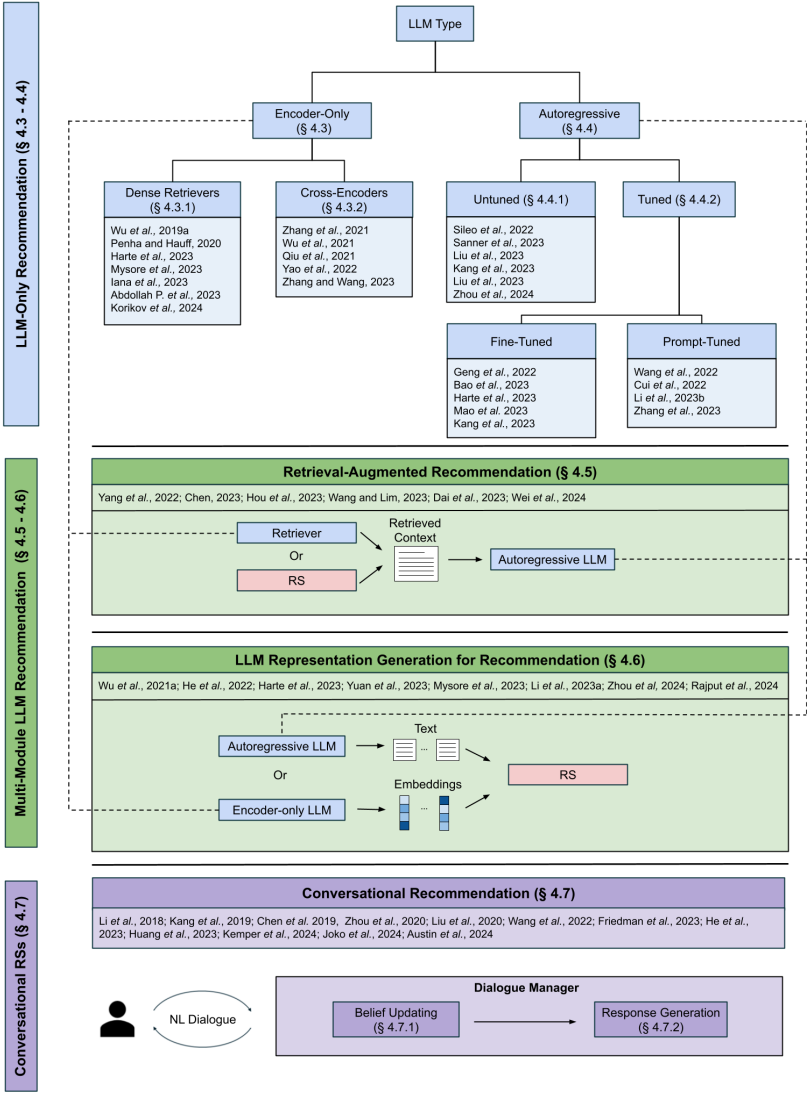 LLM-Only Recommendation (§ 4.3 - 4.4)
LLM Type
Encoder-Only
(§ 4.3)
Autoregressive
(§ 4.4)
Dense Retrievers
(§ 4.3.1)
Wu et al., 2019a
Penha and Hauff, 2020
Harte et al., 2023
Mysore et al., 2023
Iana et al., 2023
Abdollah P. et al., 2023
Korikov et al., 2024
Cross-Encoders
(§ 4.3.2)
Zhang et al., 2021
Wu et al., 2021
Qiu et al., 2021
Yao et al., 2022
Zhang and Wang, 2023
Untuned (§ 4.4.1)
Sileo et al., 2022
Sanner et al., 2023
Liu et al., 2023
Kang et al., 2023
Liu et al., 2023
Zhou et al., 2024
Tuned (§ 4.4.2)
Fine-Tuned
Geng et al., 2022
Bao et al., 2023
Harte et al., 2023
Mao et al. 2023
Kang et al., 2023
Prompt-Tuned
Wang et al., 2022
Cui et al., 2022
Li et al., 2023b
Zhang et al., 2023
Multi-Module LLM Recommendation (§ 4.5 - 4.6)
Retrieval-Augmented Recommendation (§ 4.5)
Yang et al., 2022; Chen, 2023; Hou et al., 2023; Wang and Lim, 2023; Dai et al., 2023; Wei et al., 2024
Retriever
Or
RS
Retrieved
Context
Autoregressive LLM
LLM Representation Generation for Recommendation (§ 4.6)
Wu et al., 2021a; He et al., 2022; Harte et al., 2023; Yuan et al., 2023; Mysore et al., 2023; Li et al., 2023a; Zhou et al, 2024; Rajput et al., 2024
Autoregressive LLM
Or
Encoder-only LLM
Text
...
Embeddings
...
RS
Conversational RSs (§ 4.7)
Conversational Recommendation (§ 4.7)
Li et al., 2018; Kang et al., 2019; Chen et al. 2019, Zhou et al., 2020; Liu et al., 2020; Wang et al., 2022; Friedman et al., 2023; He et al.,
2023; Huang et al., 2023; Kemper et al., 2024; Joko et al., 2024; Austin et al., 2024
NL Dialogue
Dialogue Manager
Belief Updating
(§ 4.7.1)
Response Generation
(§ 4.7.2)